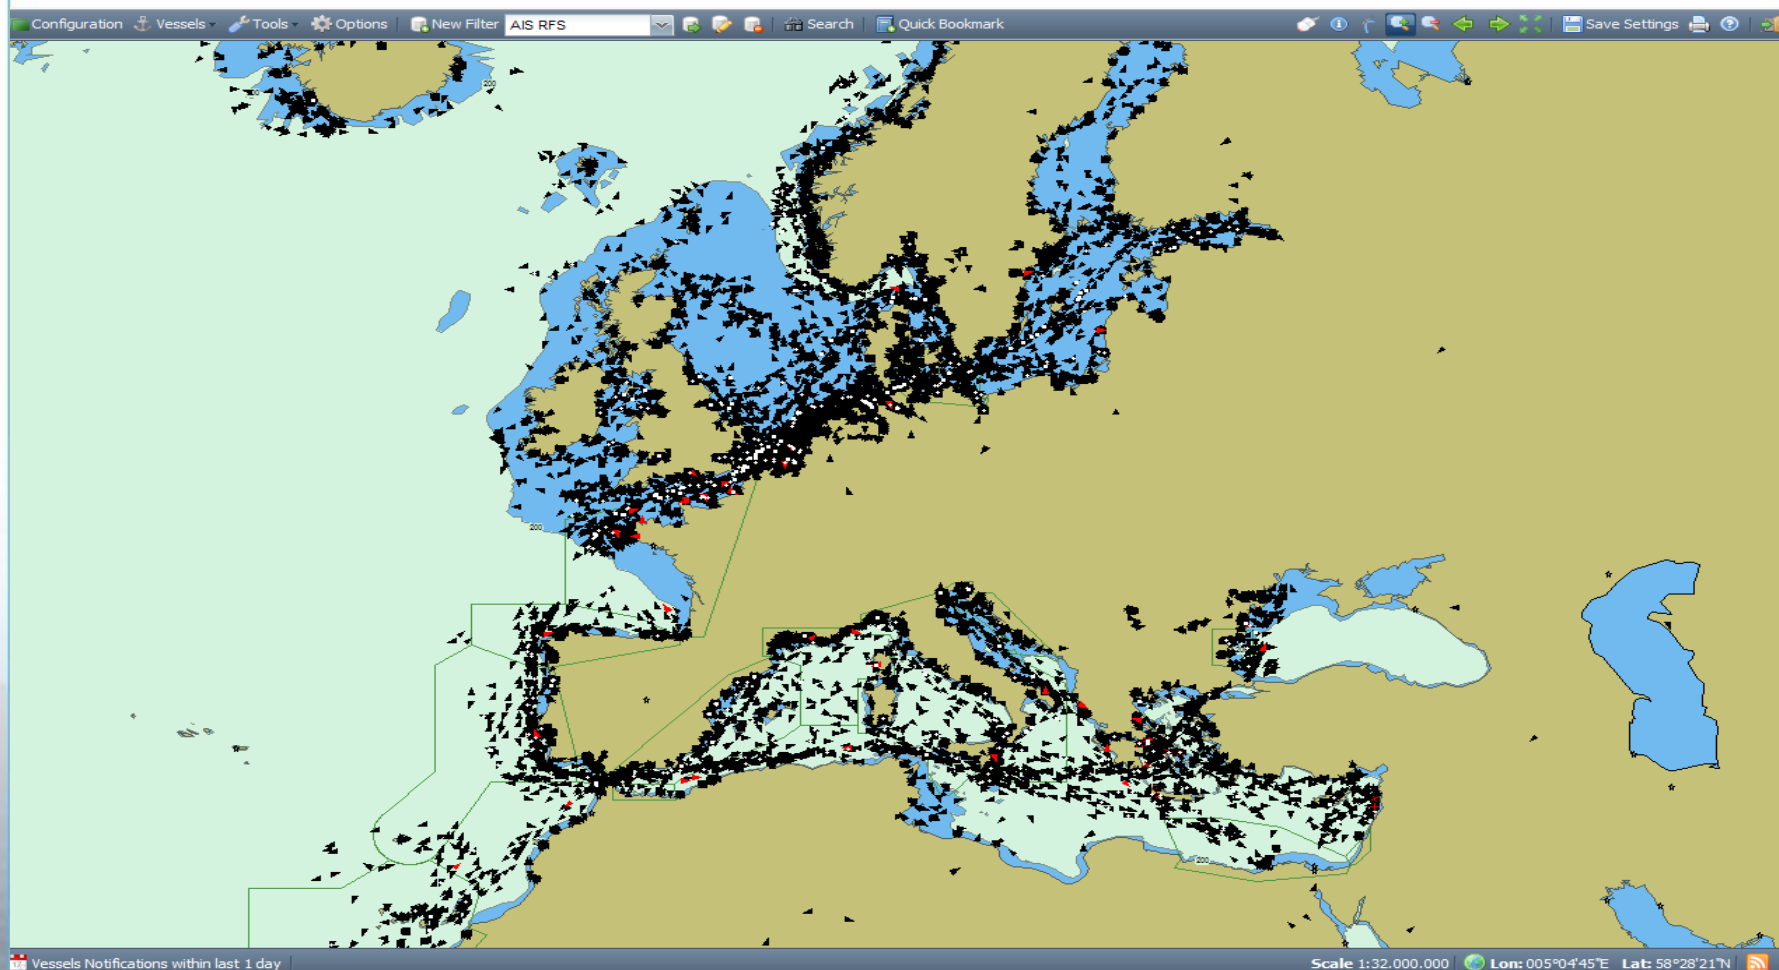 Configuration Vessels Tools Options New Filter AIS RFS Search Quick Bookmark Save Settings
200
200
200
Vessels Notifications within last 1 day Scale 1:32.000.000 Lon: 005°04'45"E Lat: 58°28'21"N